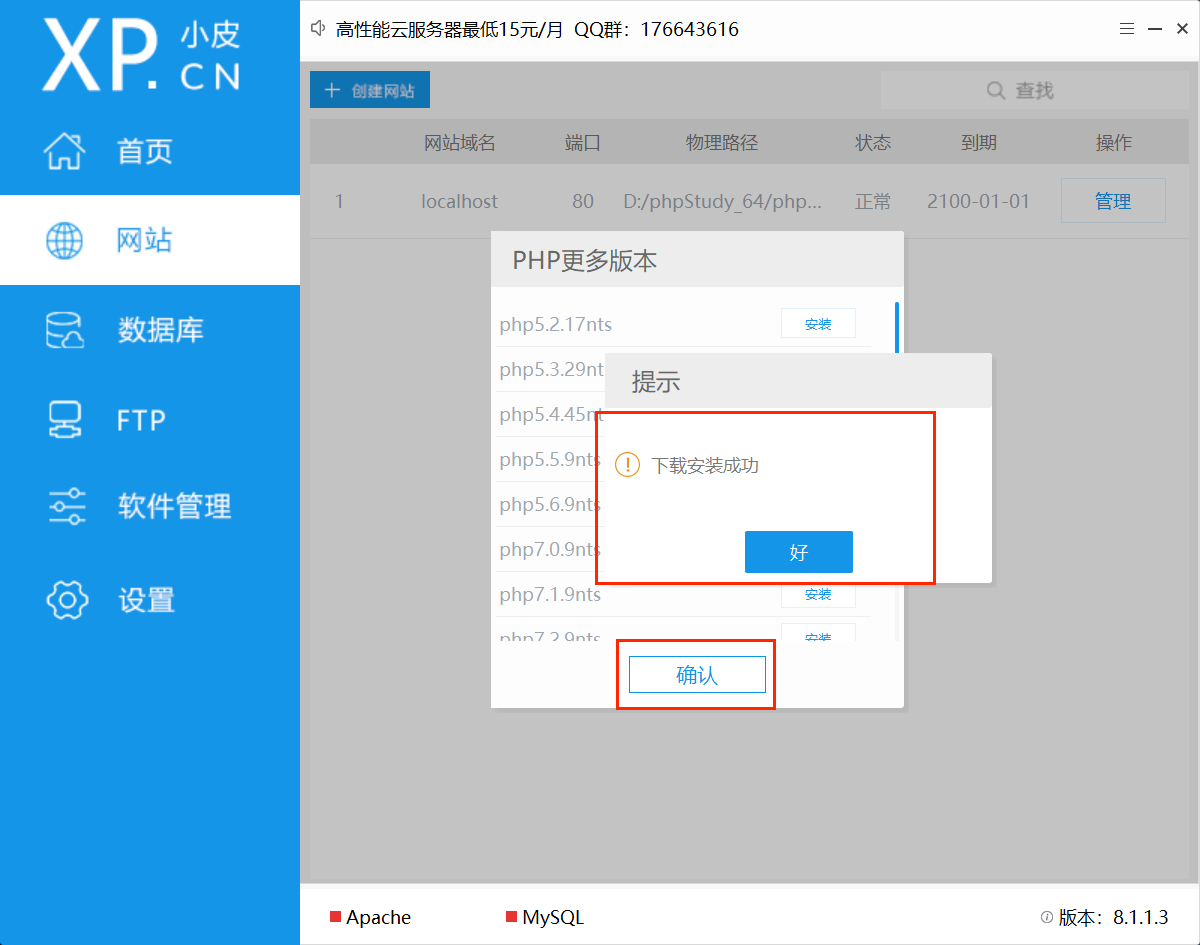 XP.CN 小皮
高性能云服务器最低15元/月 QQ群：176643616
首页
网站
数据库
FTP
软件管理
设置
创建网站
查找
网站域名 端口 物理路径 状态 到期 操作
1 localhost 80 D:/phpStudy_64/php... 正常 2100-01-01 管理
PHP更多版本
php5.2.17nts 安装
php5.3.29nt
php5.4.45nt
php5.5.9nts
php5.6.9nts
php7.0.9nts
php7.1.9nts 安装
php7.2.9nts 安装
提示
下载安装成功
好
确认
Apache MySQL 版本：8.1.1.3